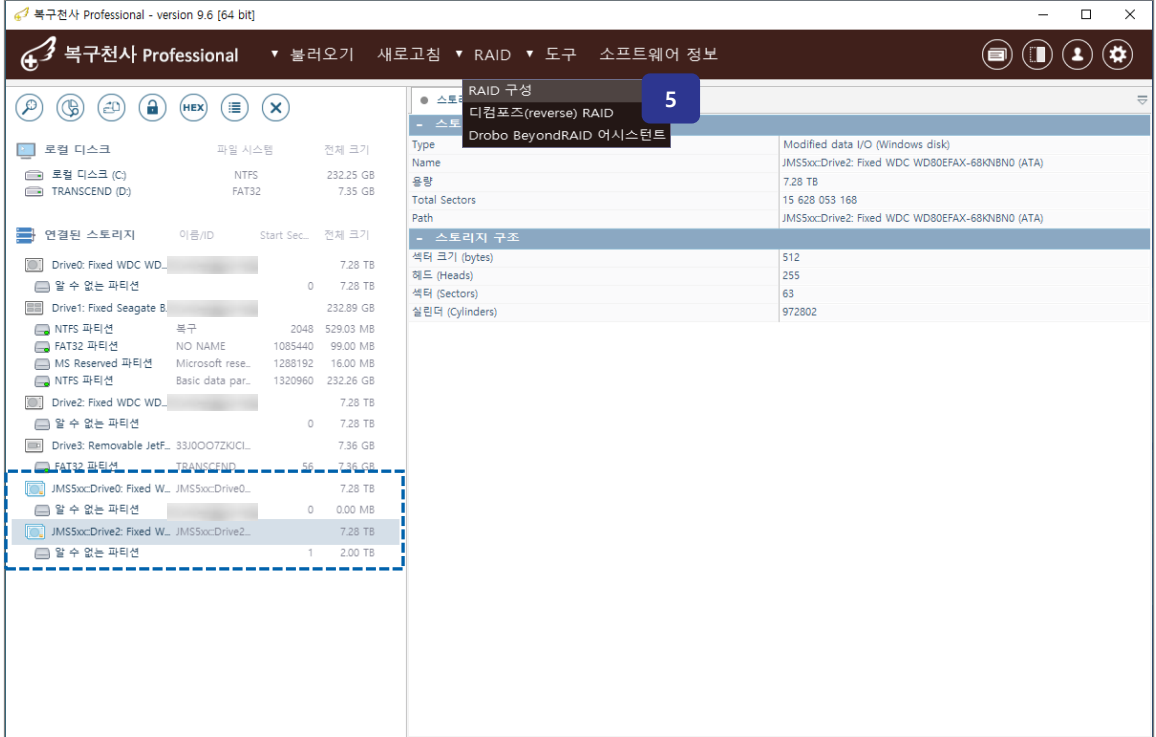 복구천사 Professional - version 9.6 [64 bit]
복구천사 Professional ▼ 불러오기 새로고침 ▼ RAID ▼ 도구 소프트웨어 정보
RAID 구성
디컴포즈(reverse) RAID
Drobo BeyondRAID 어시스턴트
5
HEX
로컬 디스크 파일 시스템 전체 크기
로컬 디스크 (C:) NTFS 232.25 GB
TRANSCEND (D:) FAT32 7.35 GB
연결된 스토리지 이름/ID Start Sec... 전체 크기
Drive0: Fixed WDC WD... 7.28 TB
알 수 없는 파티션 0 7.28 TB
Drive1: Fixed Seagate B. 232.89 GB
NTFS 파티션 복구 2048 529.03 MB
FAT32 파티션 NO NAME 1085440 99.00 MB
MS Reserved 파티션 Microsoft rese... 1288192 16.00 MB
NTFS 파티션 Basic data par... 1320960 232.26 GB
Drive2: Fixed WDC WD... 7.28 TB
알 수 없는 파티션 0 7.28 TB
Drive3: Removable JetF... 33JOOO7ZKJCI... 7.36 GB
FAT32 파티션 TRANSCEND 56 7.36 GB
JMS5xx::Drive0: Fixed W... JMS5xx::Drive0... 7.28 TB
알 수 없는 파티션 0 0.00 MB
JMS5xx::Drive2: Fixed W... JMS5xx::Drive2... 7.28 TB
알 수 없는 파티션 1 2.00 TB
Type Modified data I/O (Windows disk)
Name JMS5xx::Drive2: Fixed WDC WD80EFAX-68KNBN0 (ATA)
용량 7.28 TB
Total Sectors 15 628 053 168
Path JMS5xx::Drive2: Fixed WDC WD80EFAX-68KNBN0 (ATA)
- 스토리지 구조
섹터 크기 (bytes) 512
헤드 (Heads) 255
섹터 (Sectors) 63
실린더 (Cylinders) 972802